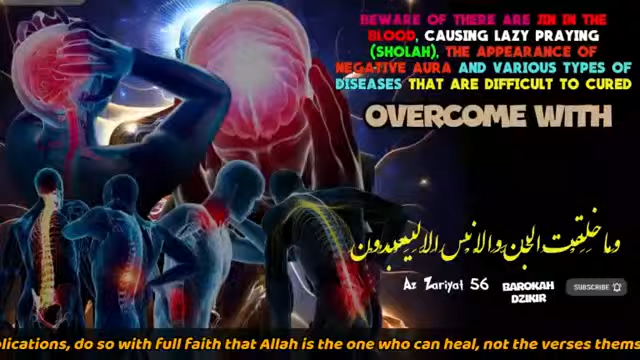 BEWARE OF THERE ARE JIN IN THE
BLOOD, CAUSING LAZY PRAYING
(SHOLAH), THE APPEARANCE OF
NEGATIVE AURA AND VARIOUS TYPES OF
DISEASES THAT ARE DIFFICULT TO CURED
OVERCOME WITH
وما خلقت الجن والانس الا ليعبدون
Az Zariyat 56
BAROKAH
DZIKIR
SUBSCRIBE
plications, do so with full faith that Allah is the one who can heal, not the verses thems